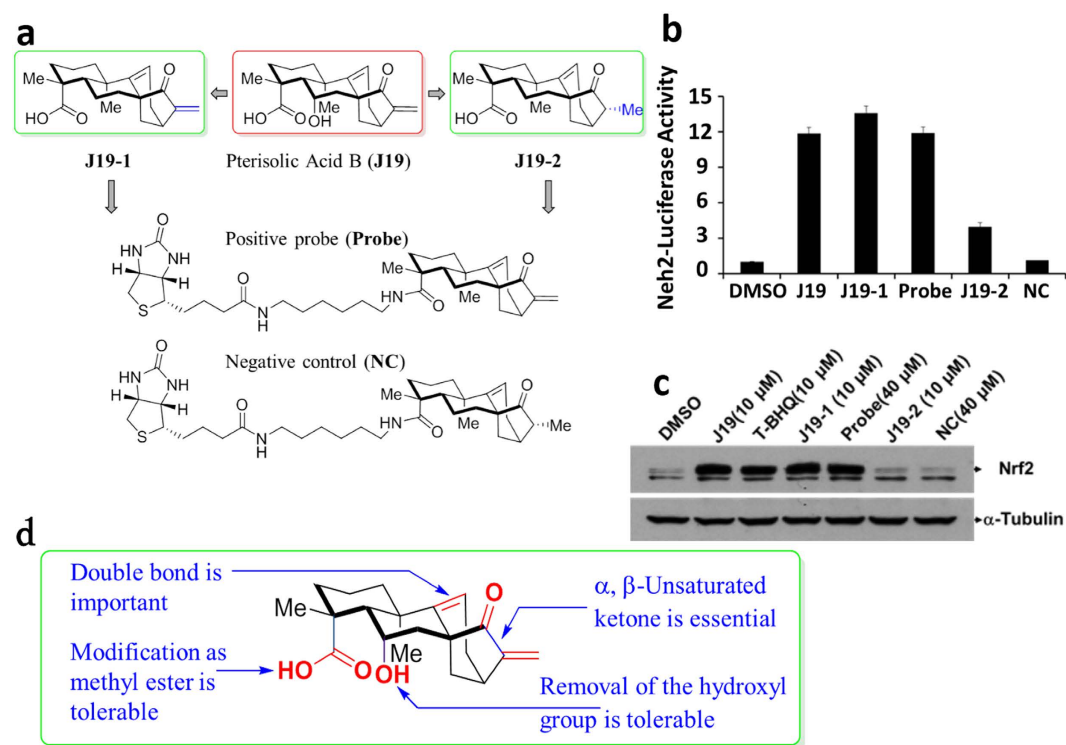 a
Me
HO
O
Me
O
J19-1
Me
HO
O
Me
OH
O
Pterisolic Acid B (J19)
Me
HO
O
Me
O
Me
J19-2
Positive probe (Probe)
O
HN
NH
H
H
S
O
N
H
H
N
O
Me
Me
O
Negative control (NC)
O
HN
NH
H
H
S
O
N
H
H
N
O
Me
Me
O
Me
b
Neh2-Luciferase Activity
15
12
9
6
3
0
DMSO J19 J19-1 Probe J19-2 NC
c
DMSO
J19(10 µM)
T-BHQ(10 µM)
J19-1 (10 µM)
Probe(40 µM)
J19-2 (10 µM)
NC(40 µM)
Nrf2
α-Tubulin
d
Double bond is
important
Modification as
methyl ester is
tolerable
Me
HO
O
Me
OH
O
α, β-Unsaturated
ketone is essential
Removal of the hydroxyl
group is tolerable